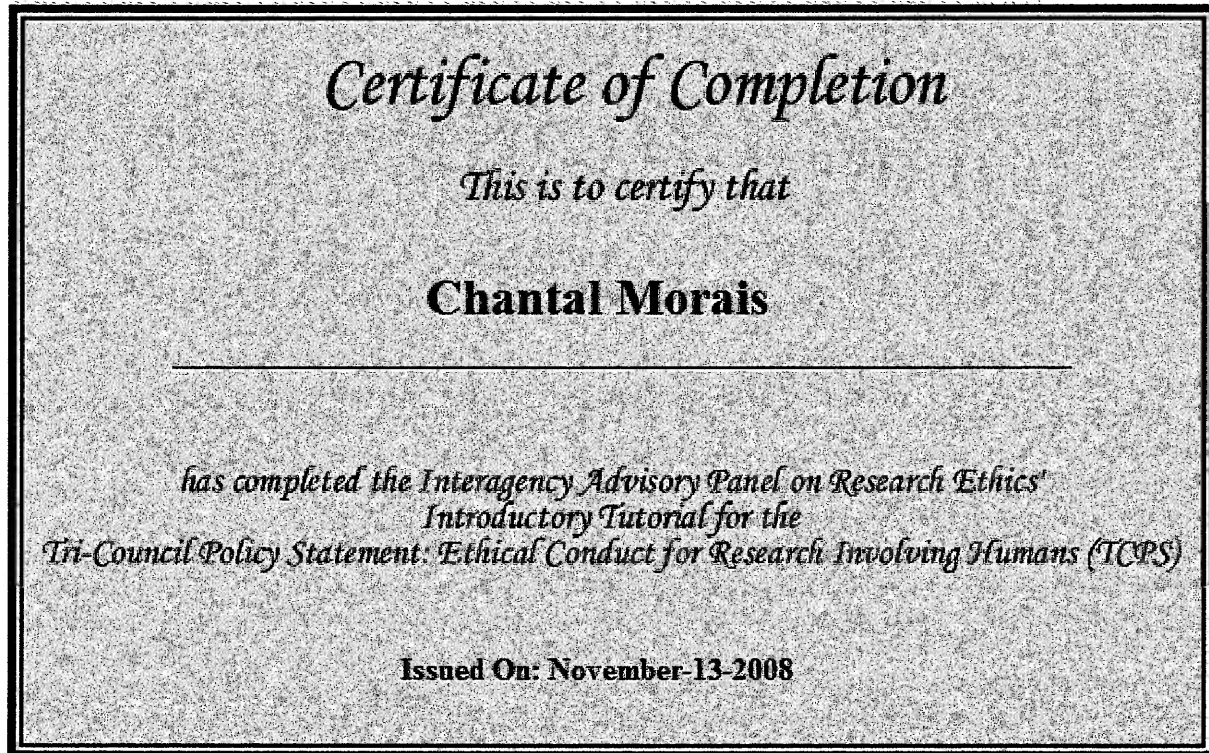 Certificate of Completion
This is to certify that
Chantal Morais
has completed the Interagency Advisory Panel on Research Ethics'
Introductory Tutorial for the
Tri-Council Policy Statement: Ethical Conduct for Research Involving Humans (TCPS)
Issued On: November-13-2008